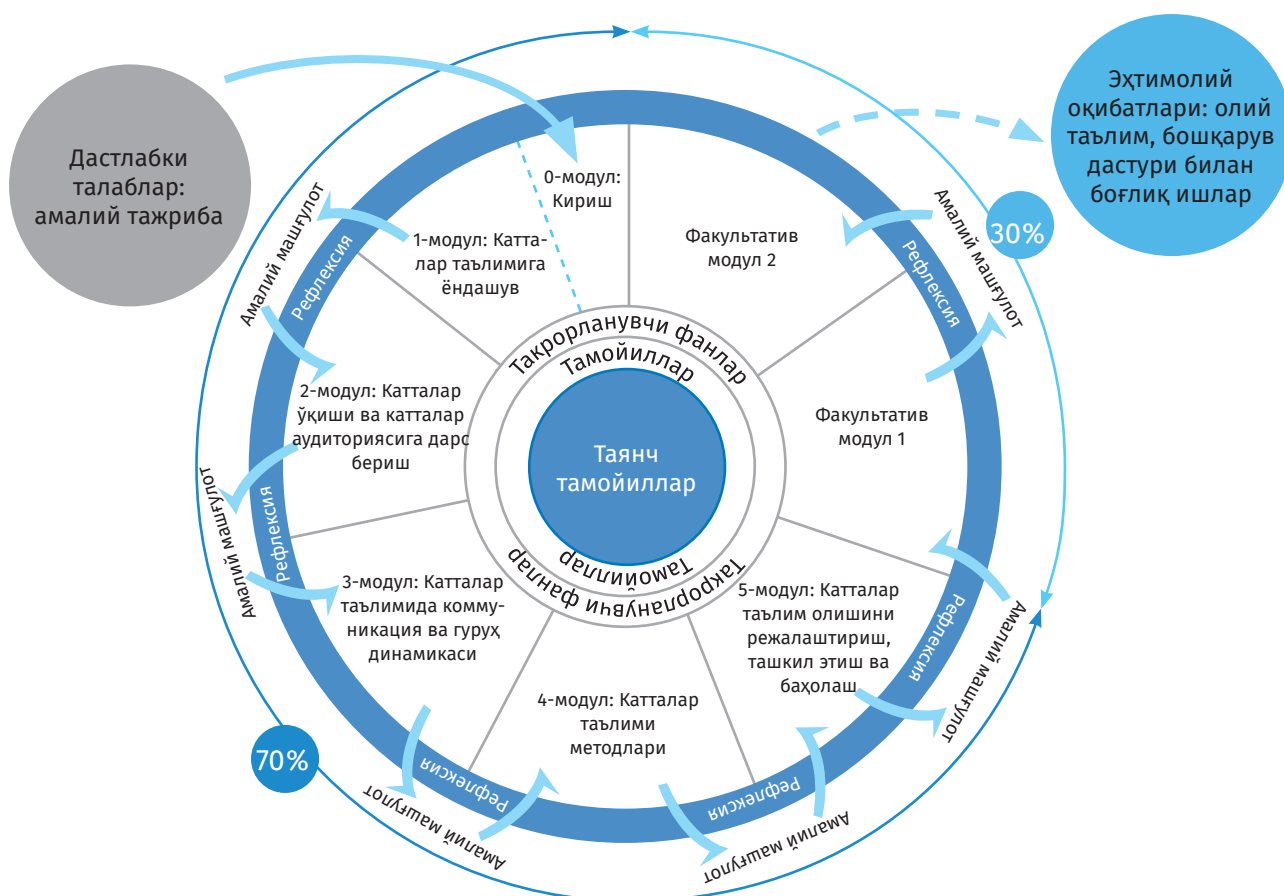 Дастлабки
талаблар:
амалий тажриба
Эҳтимолий
оқибатлари: олий
таълим, бошқарув
дастури билан
боғлиқ ишлар
0-модул:
Кириш
1-модул: Катта-
лар таълимига
ёндашув
2-модул: Катталар
ўқиши ва катталар
аудиториясига дарс
бериш
3-модул: Катталар
таълимида комму-
никация ва гуруҳ
динамикаси
4-модул: Катталар
таълими
методлари
5-модул: Катталар
таълим олишини
режалаштириш,
ташкил этиш ва
баҳолаш
Факультатив
модул 1
Факультатив
модул 2
Такрорланувчи фанлар
Тамойиллар
Таянч
тамойиллар
Тамойиллар
Такрорланувчи фанлар
Рефлексия
Амалий машғулот
Рефлексия
Амалий машғулот
Амалий машғулот
Рефлексия
Амалий машғулот
Рефлексия
Амалий машғулот
Рефлексия
Амалий машғулот
Рефлексия
Амалий машғулот
30%
70%